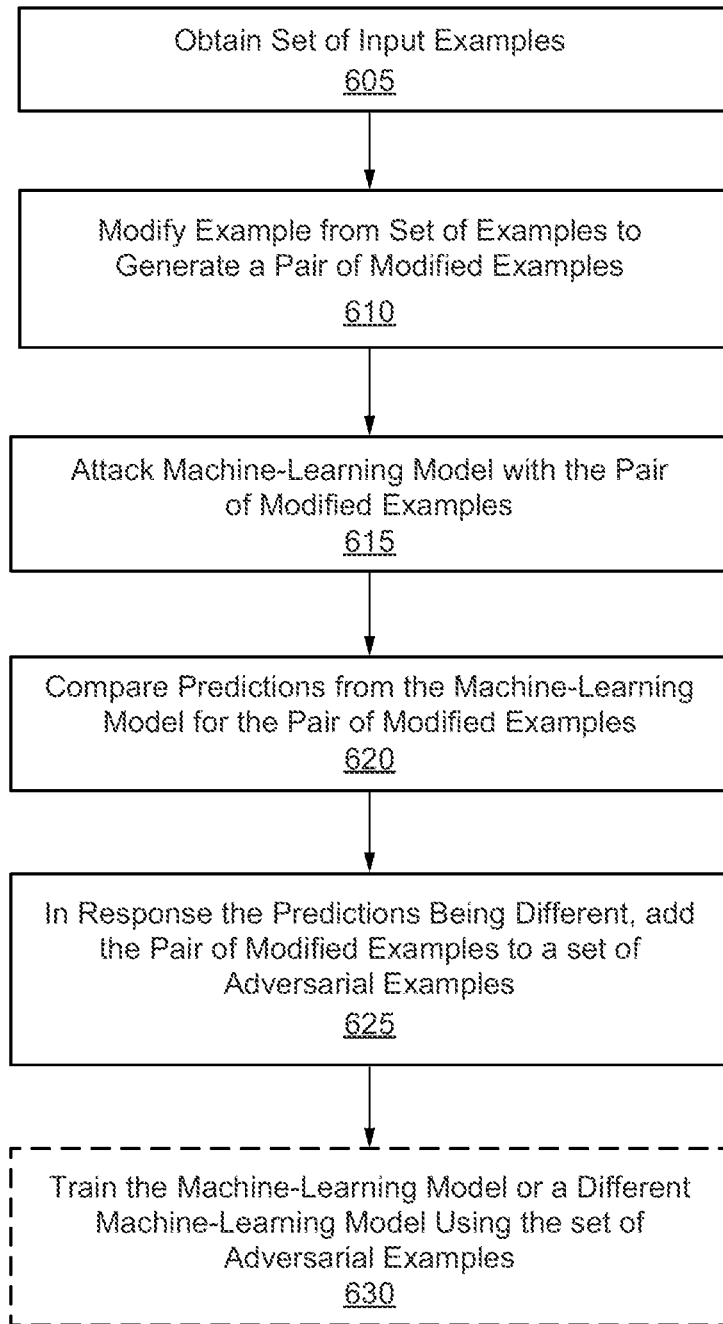 Obtain Set of Input Examples
605
Modify Example from Set of Examples to
Generate a Pair of Modified Examples
610
Attack Machine-Learning Model with the Pair
of Modified Examples
615
Compare Predictions from the Machine-Learning
Model for the Pair of Modified Examples
620
In Response the Predictions Being Different, add
the Pair of Modified Examples to a set of
Adversarial Examples
625
Train the Machine-Learning Model or a Different
Machine-Learning Model Using the set of
Adversarial Examples
630